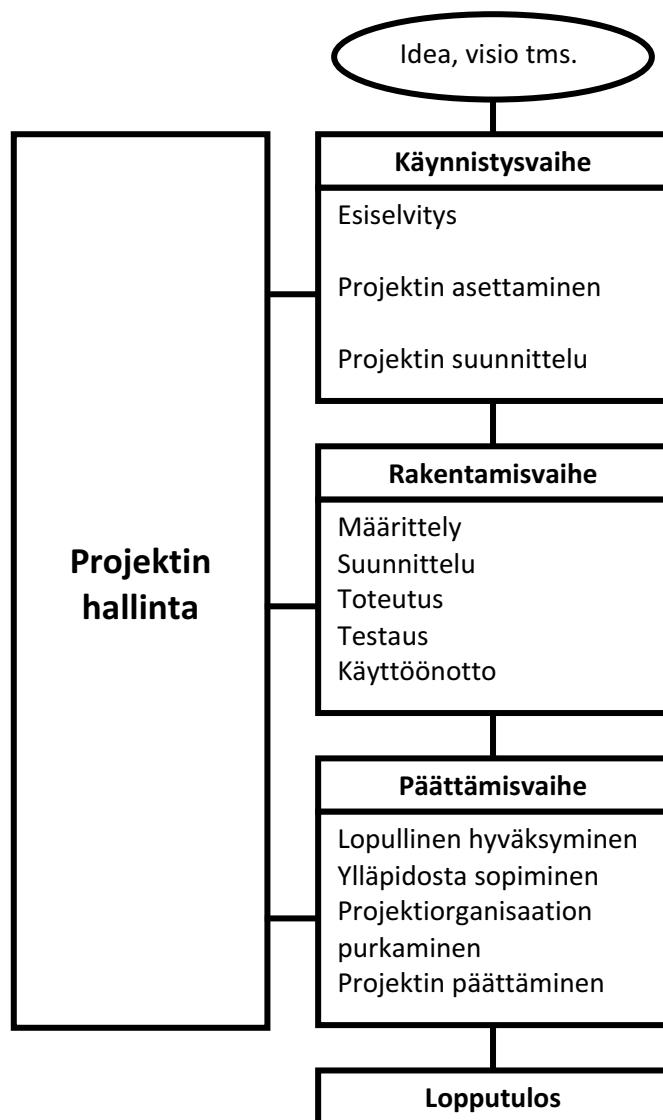 Idea, visio tms.
Käynnistysvaihe
Esiselvitys
Projektin asettaminen
Projektin suunnittelu
Rakentamisvaihe
Määrittely
Suunnittelu
Toteutus
Testaus
Käyttöönotto
Projektin
hallinta
Päättämisvaihe
Lopullinen hyväksyminen
Ylläpidosta sopiminen
Projektiorganisaation
purkaminen
Projektin päättäminen
Lopputulos